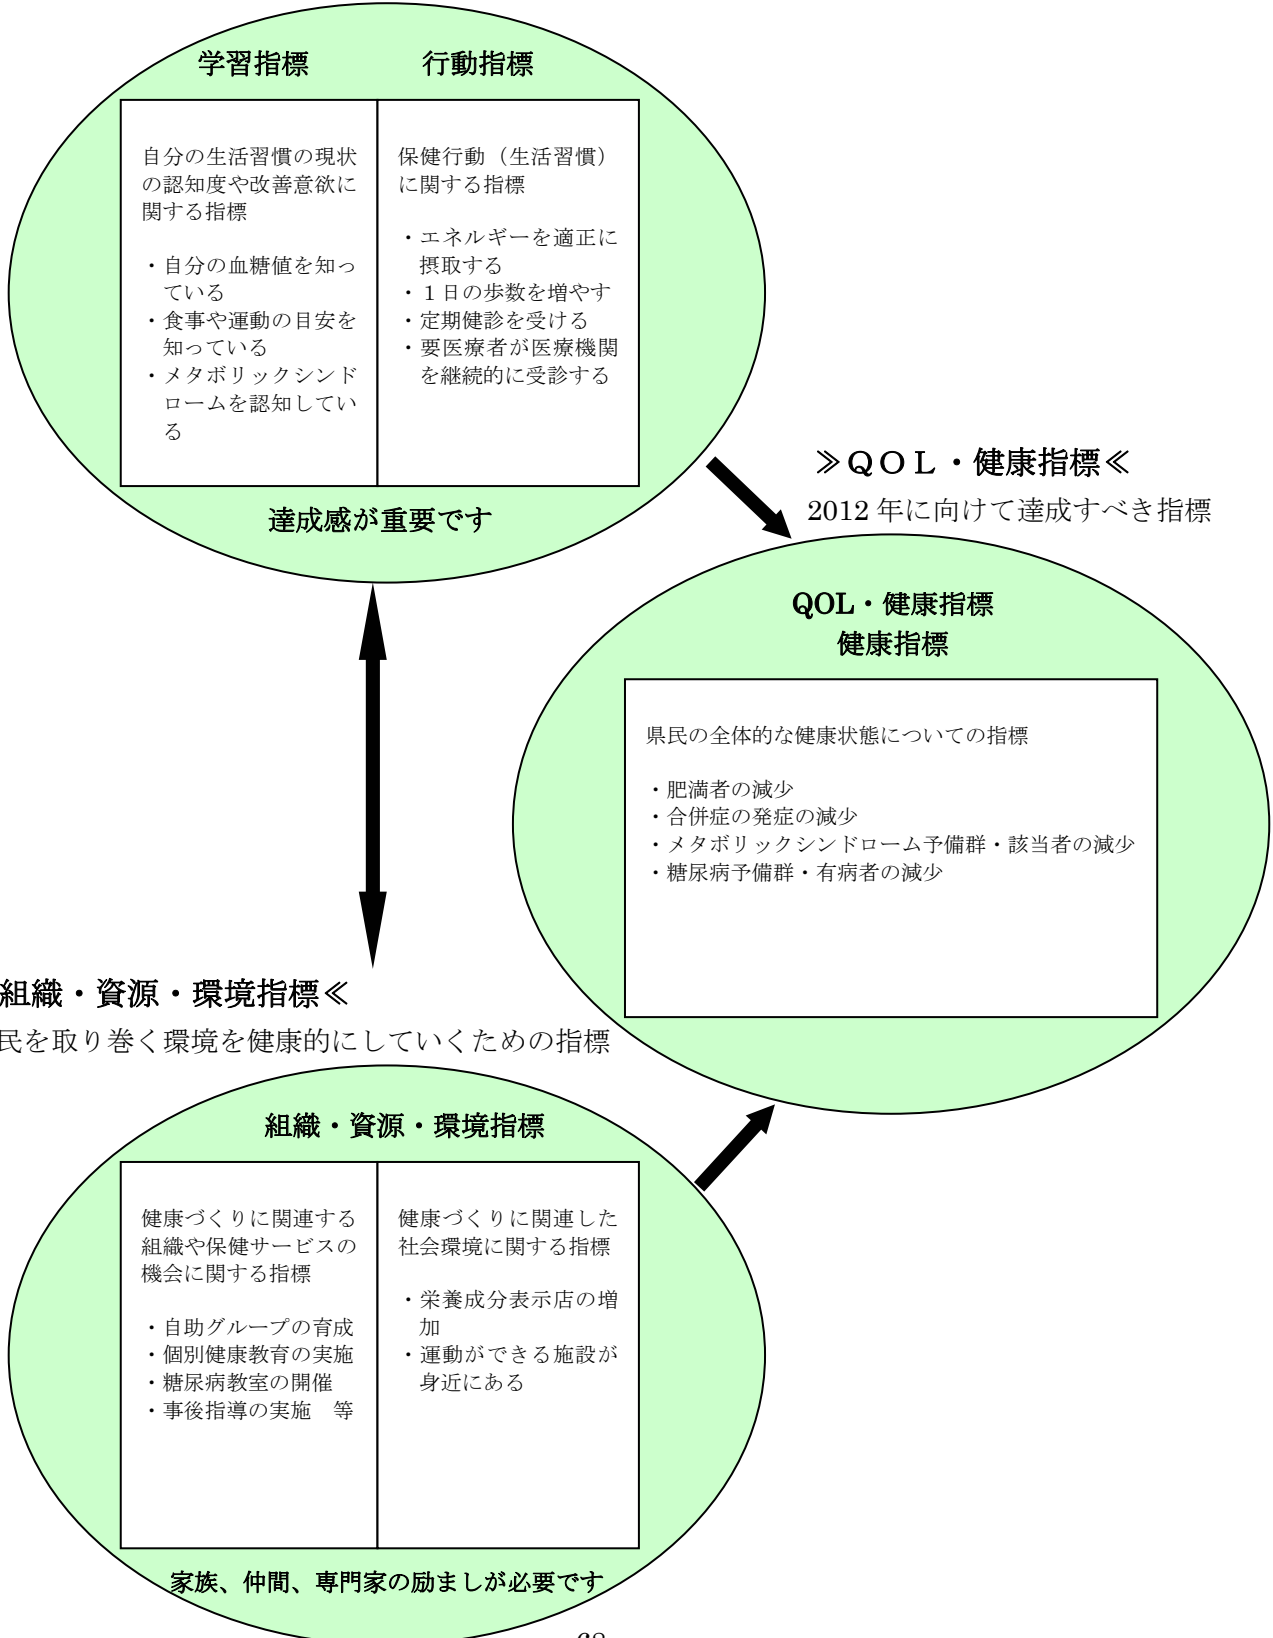 学習指標
行動指標
自分の生活習慣の現状
の認知度や改善意欲に
関する指標
・自分の血糖値を知っ
ている
・食事や運動の目安を
知っている
・メタボリックシンド
ロームを認知してい
る
保健行動（生活習慣）
に関する指標
・エネルギーを適正に
摂取する
・１日の歩数を増やす
・定期健診を受ける
・要医療者が医療機関
を継続的に受診する
達成感が重要です
≫ＱＯＬ・健康指標≪
2012 年に向けて達成すべき指標
QOL・健康指標
健康指標
県民の全体的な健康状態についての指標
・肥満者の減少
・合併症の発症の減少
・メタボリックシンドローム予備群・該当者の減少
・糖尿病予備群・有病者の減少
組織・資源・環境指標≪
民を取り巻く環境を健康的にしていくための指標
組織・資源・環境指標
健康づくりに関連する
組織や保健サービスの
機会に関する指標
・自助グループの育成
・個別健康教育の実施
・糖尿病教室の開催
・事後指導の実施　等
健康づくりに関連した
社会環境に関する指標
・栄養成分表示店の増
加
・運動ができる施設が
身近にある
家族、仲間、専門家の励ましが必要です